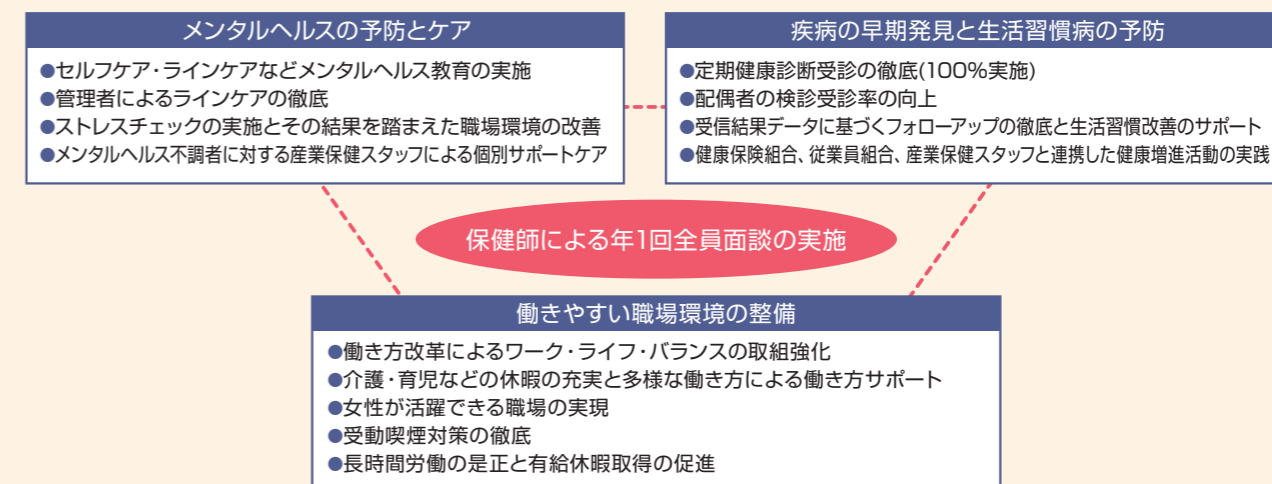 メンタルヘルスの予防とケア
●セルフケア・ラインケアなどメンタルヘルス教育の実施
●管理者によるラインケアの徹底
●ストレスチェックの実施とその結果を踏まえた職場環境の改善
●メンタルヘルス不調者に対する産業保健スタッフによる個別サポートケア
疾病の早期発見と生活習慣病の予防
●定期健康診断受診の徹底(100%実施)
●配偶者の検診受診率の向上
●受信結果データに基づくフォローアップの徹底と生活習慣改善のサポート
●健康保険組合、従業員組合、産業保健スタッフと連携した健康増進活動の実践
保健師による年1回全員面談の実施
働きやすい職場環境の整備
●働き方改革によるワーク・ライフ・バランスの取組強化
●介護・育児などの休暇の充実と多様な働き方による働き方サポート
●女性が活躍できる職場の実現
●受動喫煙対策の徹底
●長時間労働の是正と有給休暇取得の促進